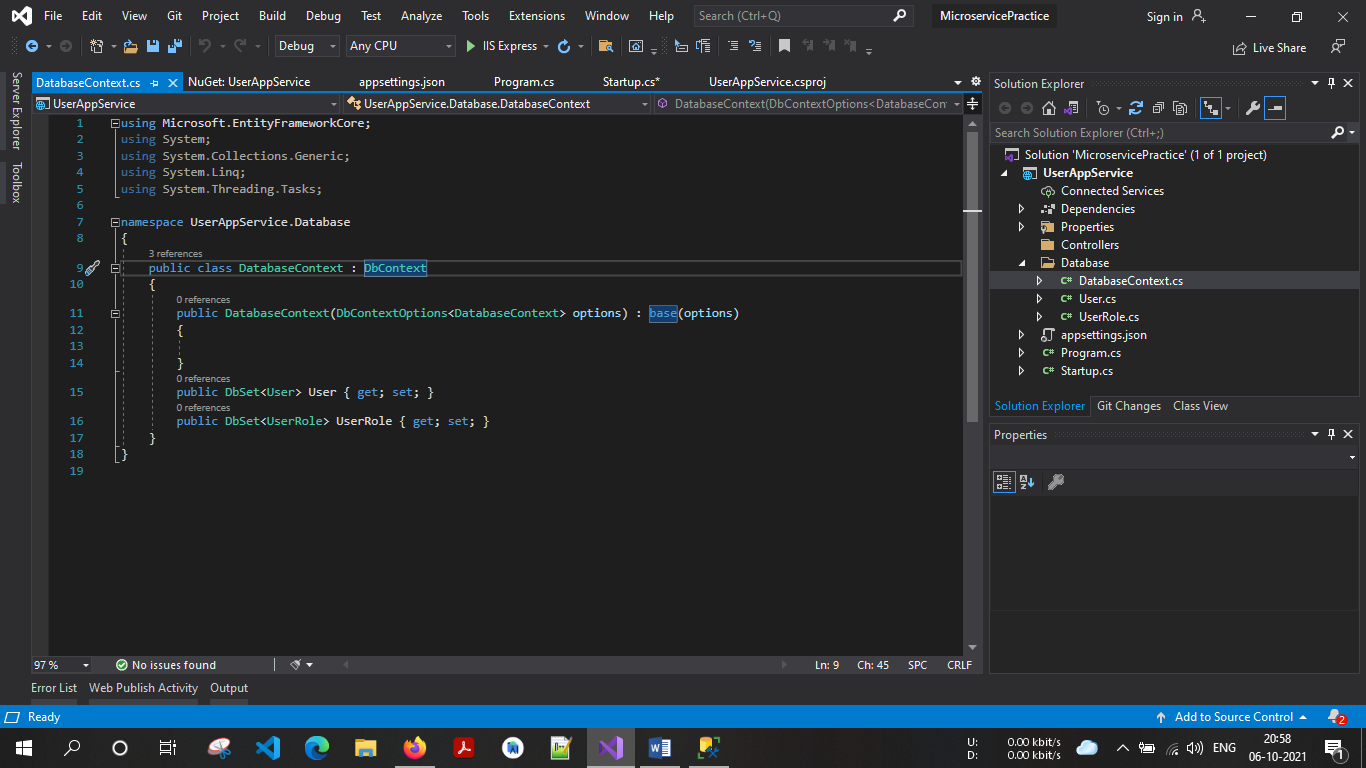 File Edit View Git Project Build Debug Test Analyze Tools Extensions Window Help Search (Ctrl+Q) MicroservicePractice Sign in
Debug Any CPU IIS Express Live Share
DatabaseContext.cs NuGet: UserAppService appsettings.json Program.cs Startup.cs* UserAppService.csproj
UserAppService UserAppService.Database.DatabaseContext DatabaseContext(DbContextOptions<DatabaseCont
Server Explorer
Toolbox
1 using Microsoft.EntityFrameworkCore;
2 using System;
3 using System.Collections.Generic;
4 using System.Linq;
5 using System.Threading.Tasks;
6
7 namespace UserAppService.Database
8 {
3 references
9 public class DatabaseContext : DbContext
10 {
0 references
11 public DatabaseContext(DbContextOptions<DatabaseContext> options) : base(options)
12 {
13
14 }
0 references
15 public DbSet<User> User { get; set; }
0 references
16 public DbSet<UserRole> UserRole { get; set; }
17 }
18 }
19
97 % No issues found Ln: 9 Ch: 45 SPC CRLF
Solution Explorer
Search Solution Explorer (Ctrl+;)
Solution 'MicroservicePractice' (1 of 1 project)
UserAppService
Connected Services
Dependencies
Properties
Controllers
Database
C# DatabaseContext.cs
C# User.cs
C# UserRole.cs
appsettings.json
C# Program.cs
C# Startup.cs
Solution Explorer Git Changes Class View
Properties
Error List Web Publish Activity Output
Ready Add to Source Control 2
U: 0.00 kbit/s
D: 0.00 kbit/s
ENG
20:58
06-10-2021
1